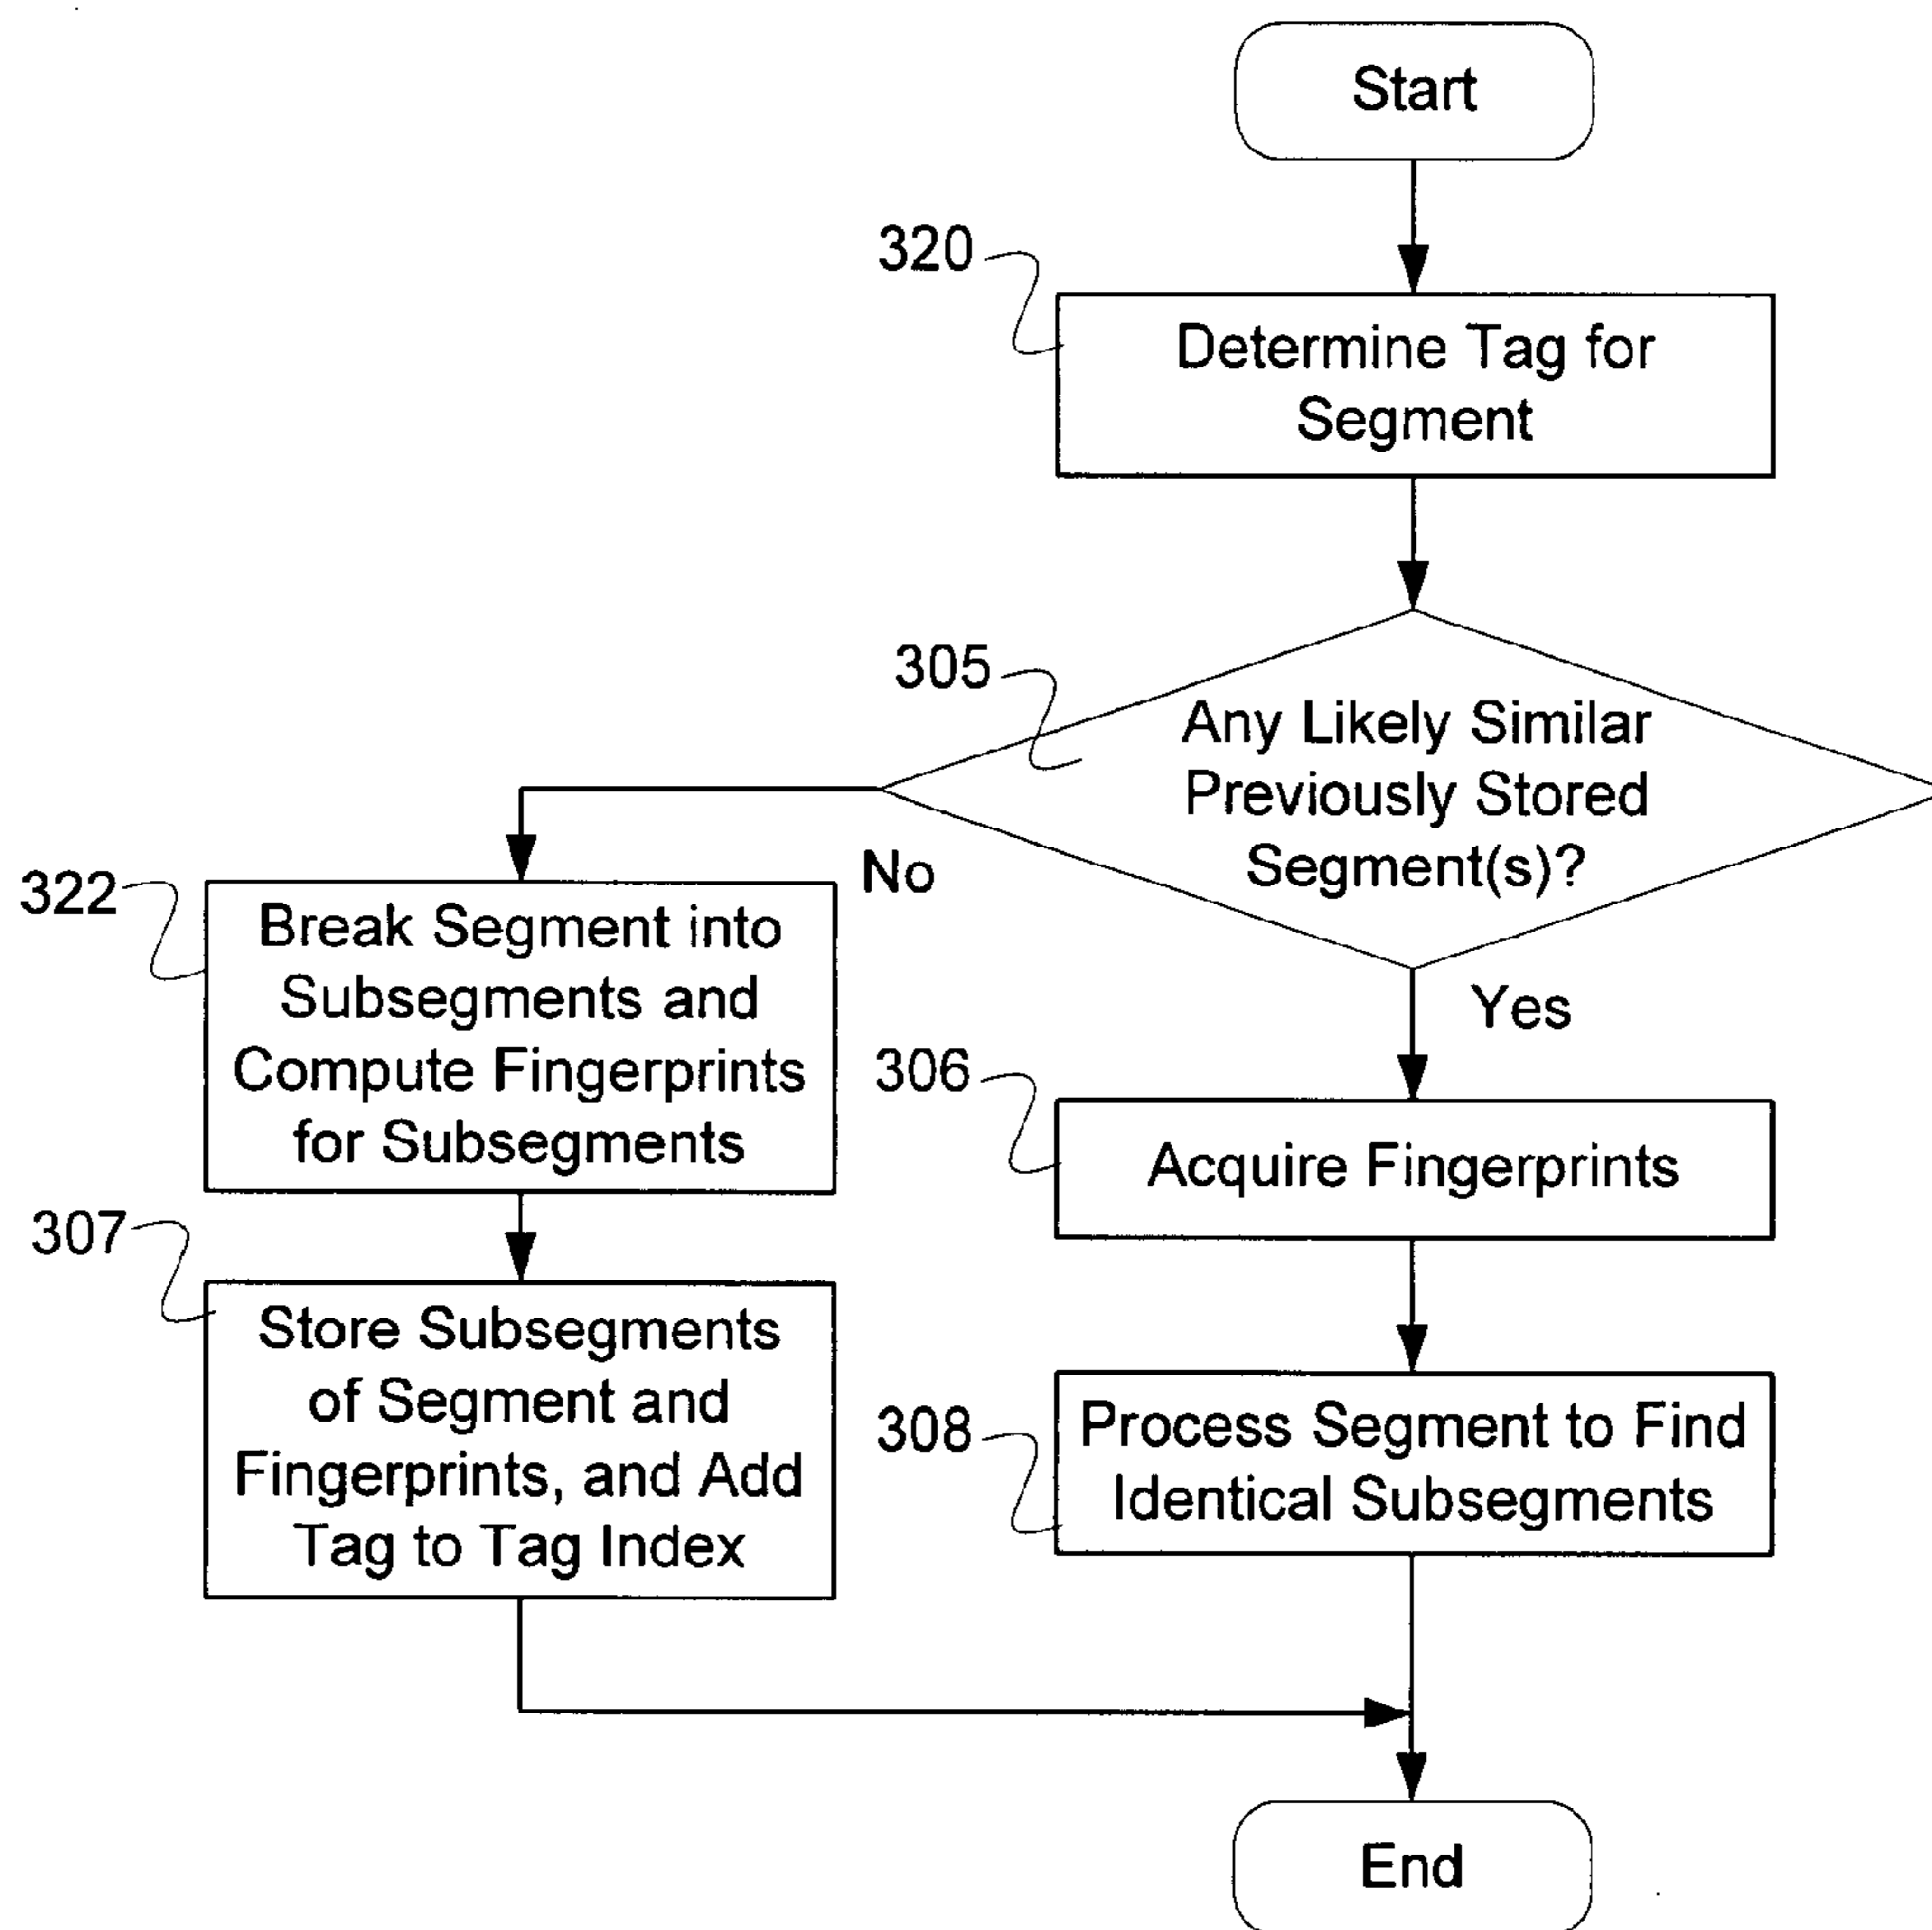 Start
320
Determine Tag for
Segment
305
Any Likely Similar
Previously Stored
Segment(s)?
No
Yes
322
Break Segment into
Subsegments and
Compute Fingerprints
for Subsegments
306
Acquire Fingerprints
307
Store Subsegments
of Segment and
Fingerprints, and Add
Tag to Tag Index
308
Process Segment to Find
Identical Subsegments
End